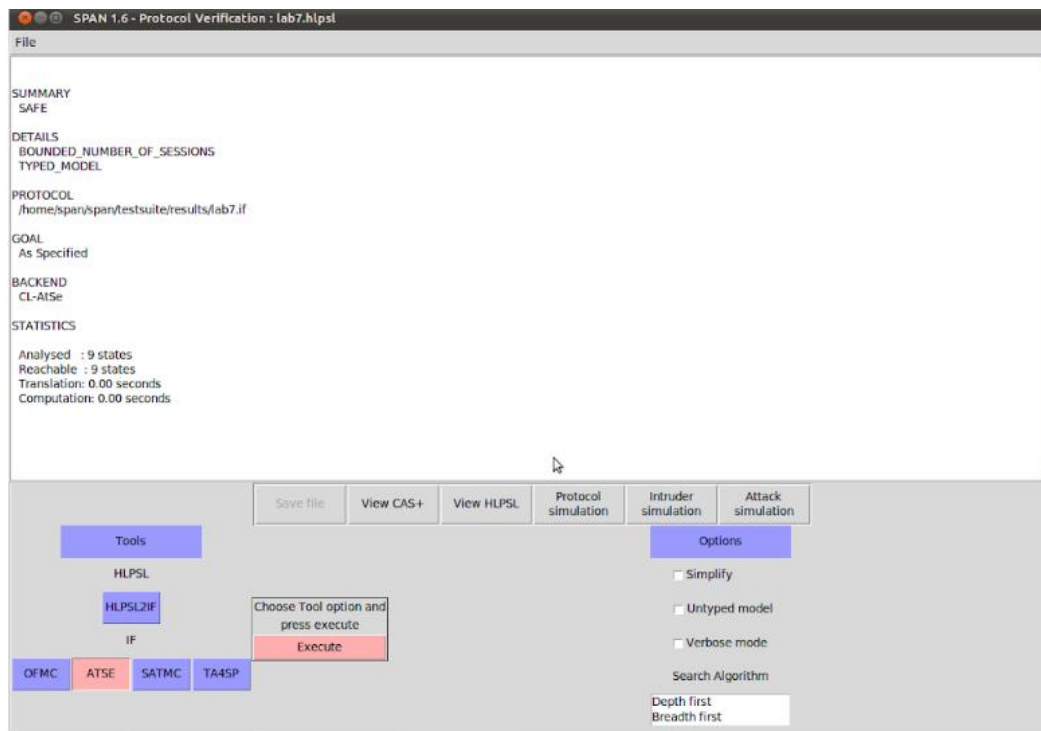 SPAN 1.6 - Protocol Verification : lab7.hlpsl
File
SUMMARY
SAFE
DETAILS
BOUNDED_NUMBER_OF_SESSIONS
TYPED_MODEL
PROTOCOL
/home/span/span/testsuite/results/lab7.if
GOAL
As Specified
BACKEND
CL-AtSe
STATISTICS
Analysed : 9 states
Reachable : 9 states
Translation: 0.00 seconds
Computation: 0.00 seconds
Save file
View CAS+
View HLPSL
Protocol
simulation
Intruder
simulation
Attack
simulation
Tools
HLPSL
HLPSL2IF
IF
OFMC
ATSE
SATMC
TA4SP
Choose Tool option and
press execute
Execute
Options
Simplify
Untyped model
Verbose mode
Search Algorithm
Depth first
Breadth first